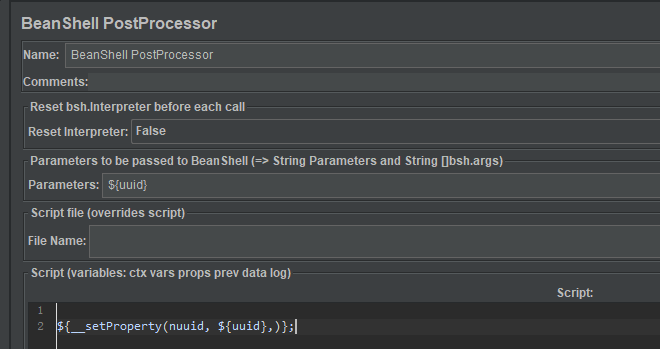 BeanShell PostProcessor
Name: BeanShell PostProcessor
Comments:
Reset bsh.Interpreter before each call
Reset Interpreter: False
Parameters to be passed to BeanShell (=> String Parameters and String []bsh.args)
Parameters: ${uuid}
Script file (overrides script)
File Name:
Script (variables: ctx vars props prev data log)
Script:
1
2 ${__setProperty(nuuid, ${uuid},)};